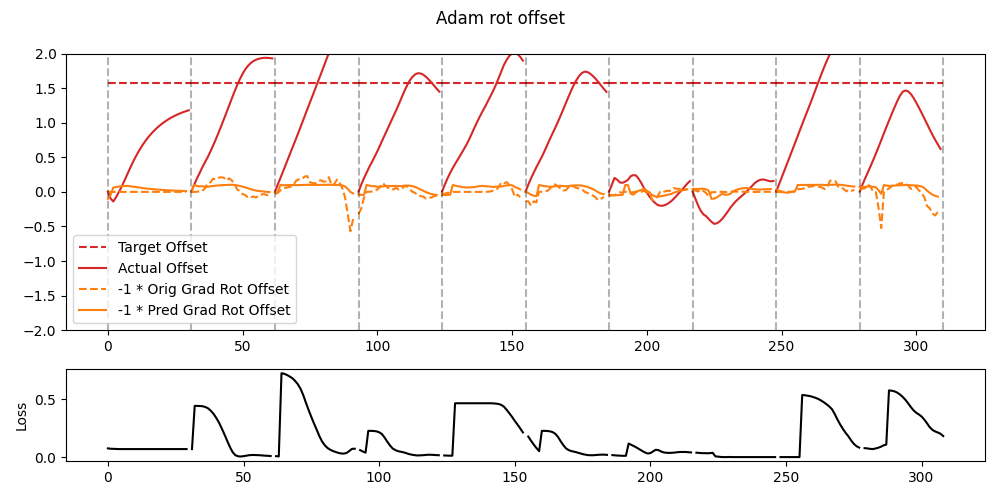 Adam rot offset
2.0
1.5
1.0
0.5
0.0
−0.5
−1.0
−1.5
−2.0
Target Offset
Actual Offset
-1 * Orig Grad Rot Offset
-1 * Pred Grad Rot Offset
0 50 100 150 200 250 300
Loss
0.5
0.0
0 50 100 150 200 250 300